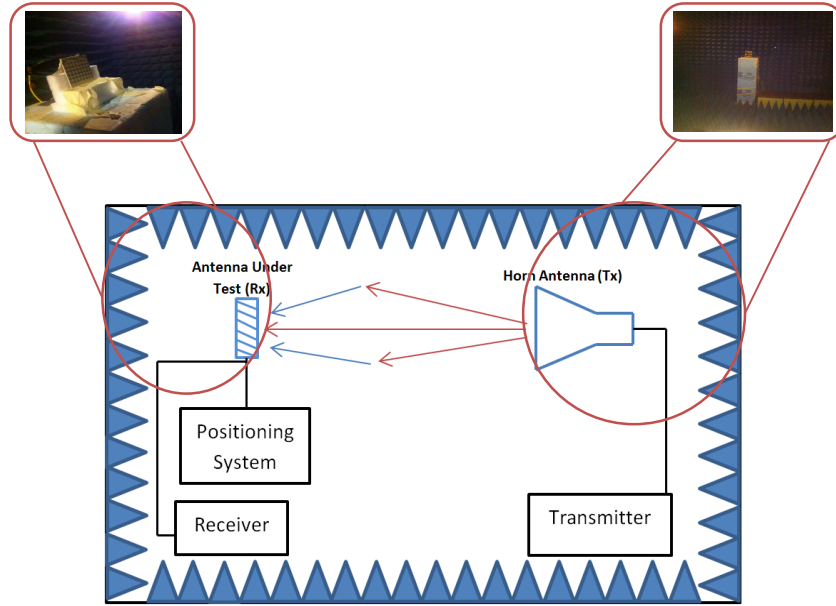 Antenna Under
Test (Rx)
Horn Antenna (Tx)
Positioning
System
Receiver
Transmitter